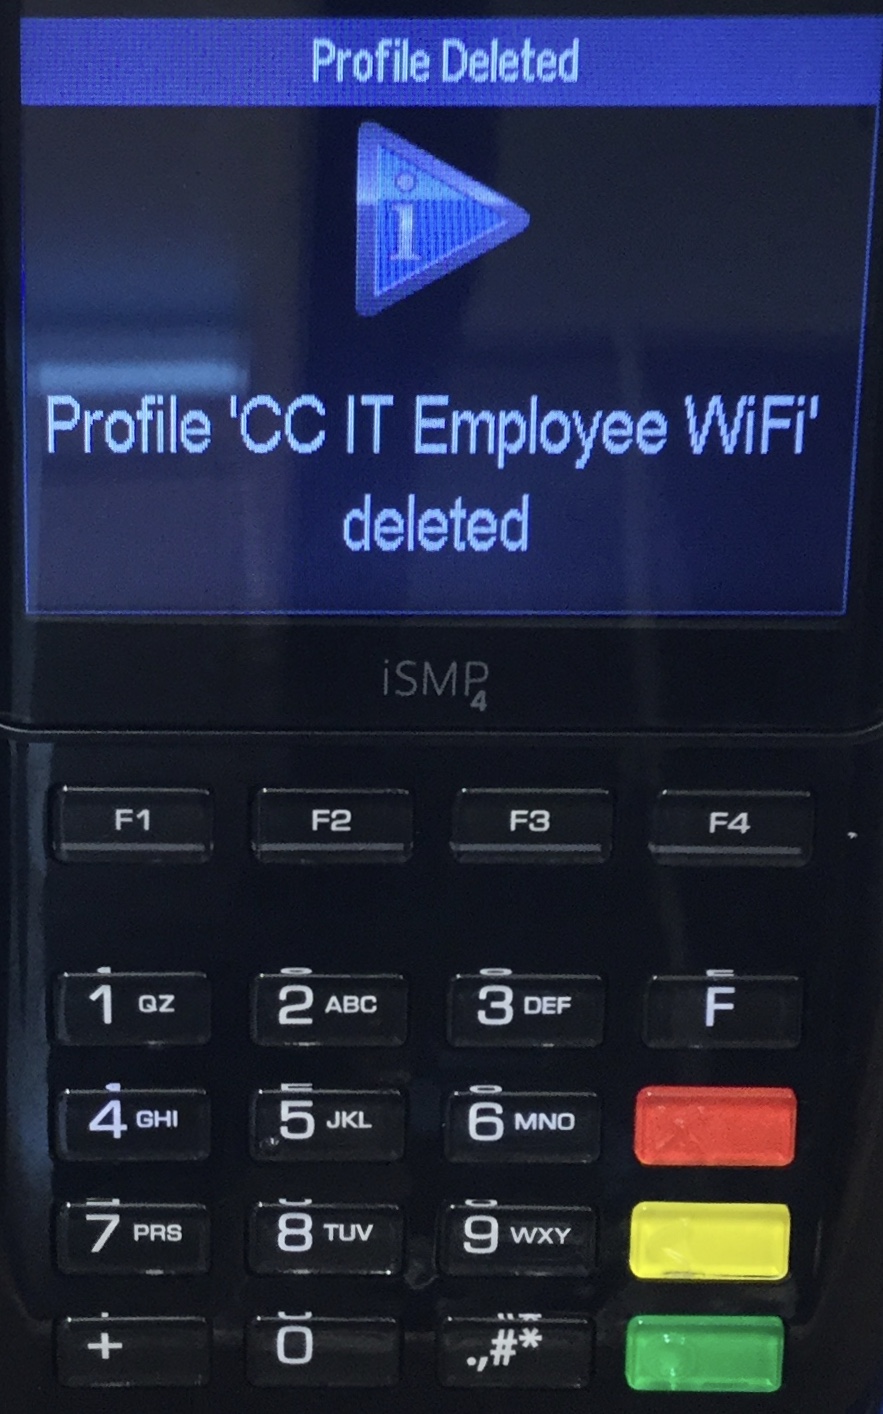 Profile Deleted
i
Profile 'CC IT Employee WiFi'
deleted
iSMP4
F1 F2 F3 F4
1 QZ 2 ABC 3 DEF F
4 GHI 5 JKL 6 MNO
7 PRS 8 TUV 9 WXY
+ 0 .,#*